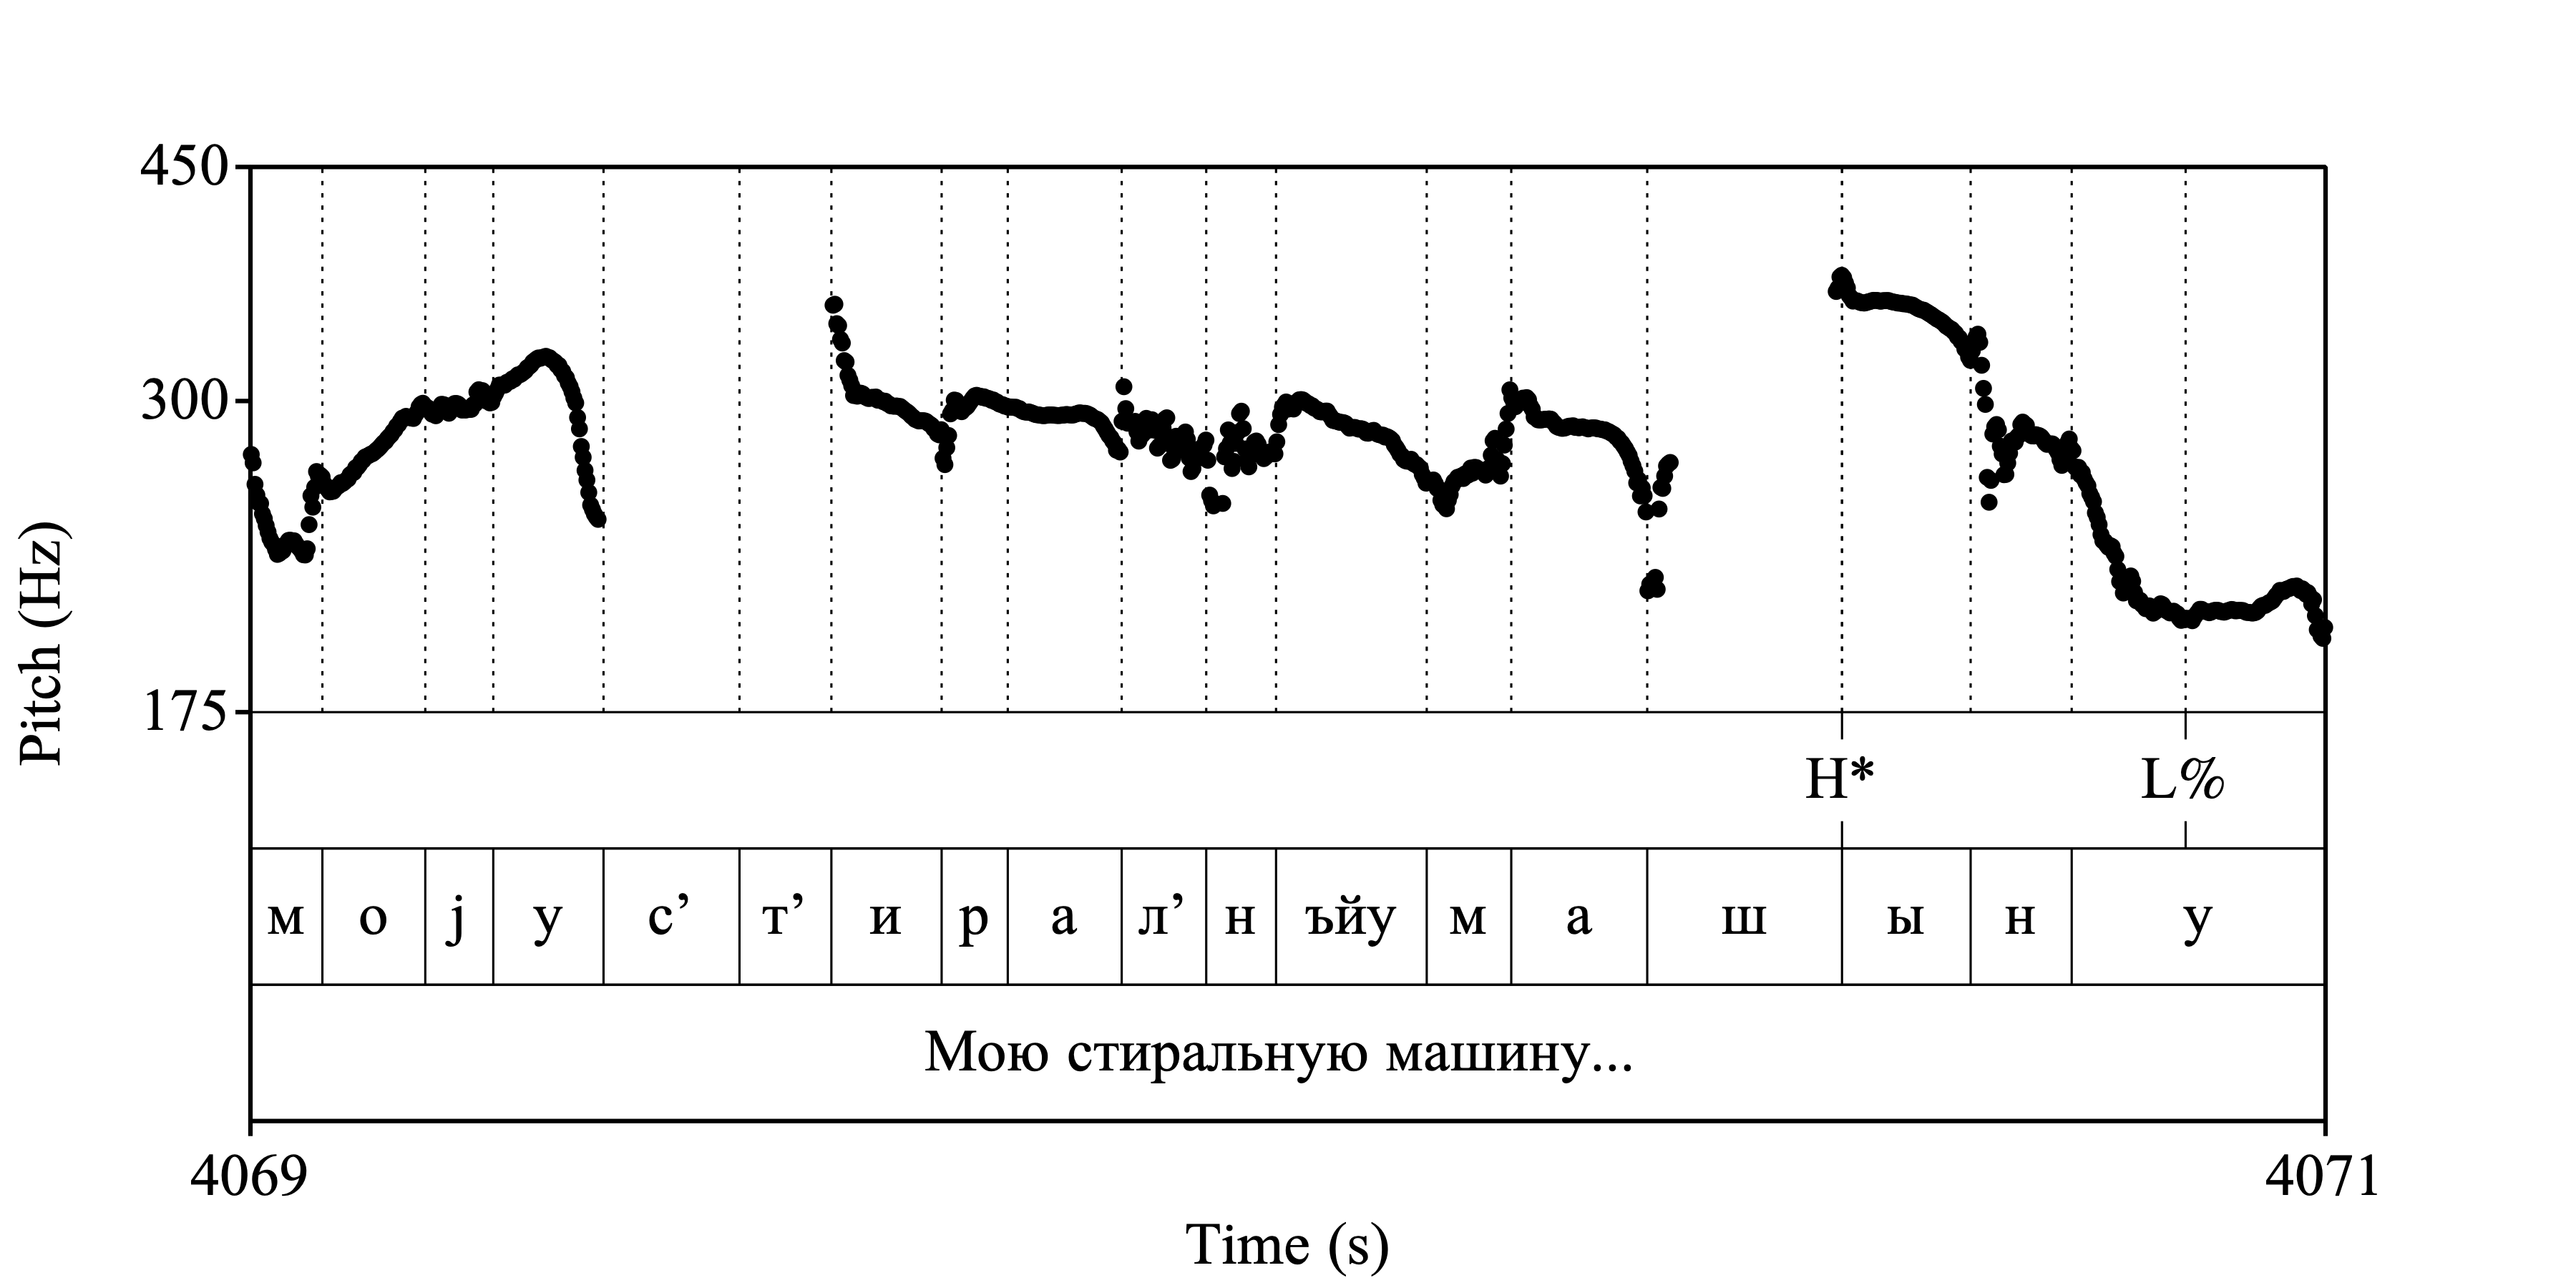 450
300
175
Pitch (Hz)
H* L%
м о j у с’ т’ и р а л’ н ъйу м а ш ы н у
Мою стиральную машину...
4069 4071
Time (s)